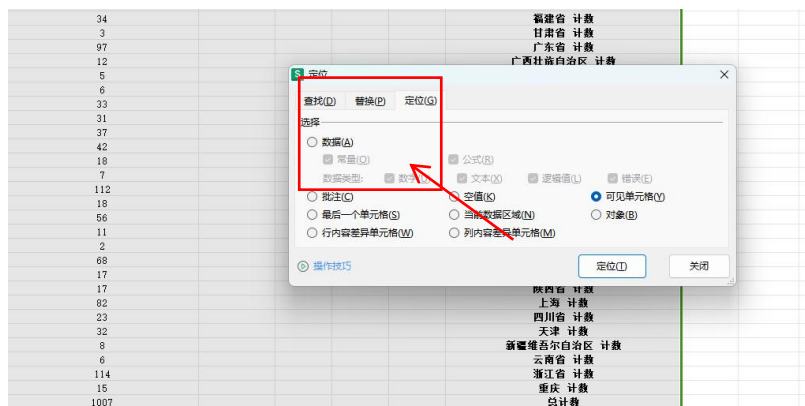 34 福建省 计数
3 甘肃省 计数
97 广东省 计数
12 广西壮族自治区 计数
5
6
33
31
37
42
18
7
112
18
56
11
2
68
17
17 陕西省 计数
82 上海 计数
23 四川省 计数
32 天津 计数
8 新疆维吾尔自治区 计数
6 云南省 计数
114 浙江省 计数
15 重庆 计数
1007 总计数
S 定位
查找(D) 替换(P) 定位(G)
选择
数据(A)
常量(O) 公式(R)
数据类型: 数字 文本(X) 逻辑值(L) 错误(E)
批注(C) 空值(K) 可见单元格(Y)
最后一个单元格(S) 当前数据区域(N) 对象(B)
行内容差异单元格(W) 列内容差异单元格(M)
操作技巧 定位(T) 关闭